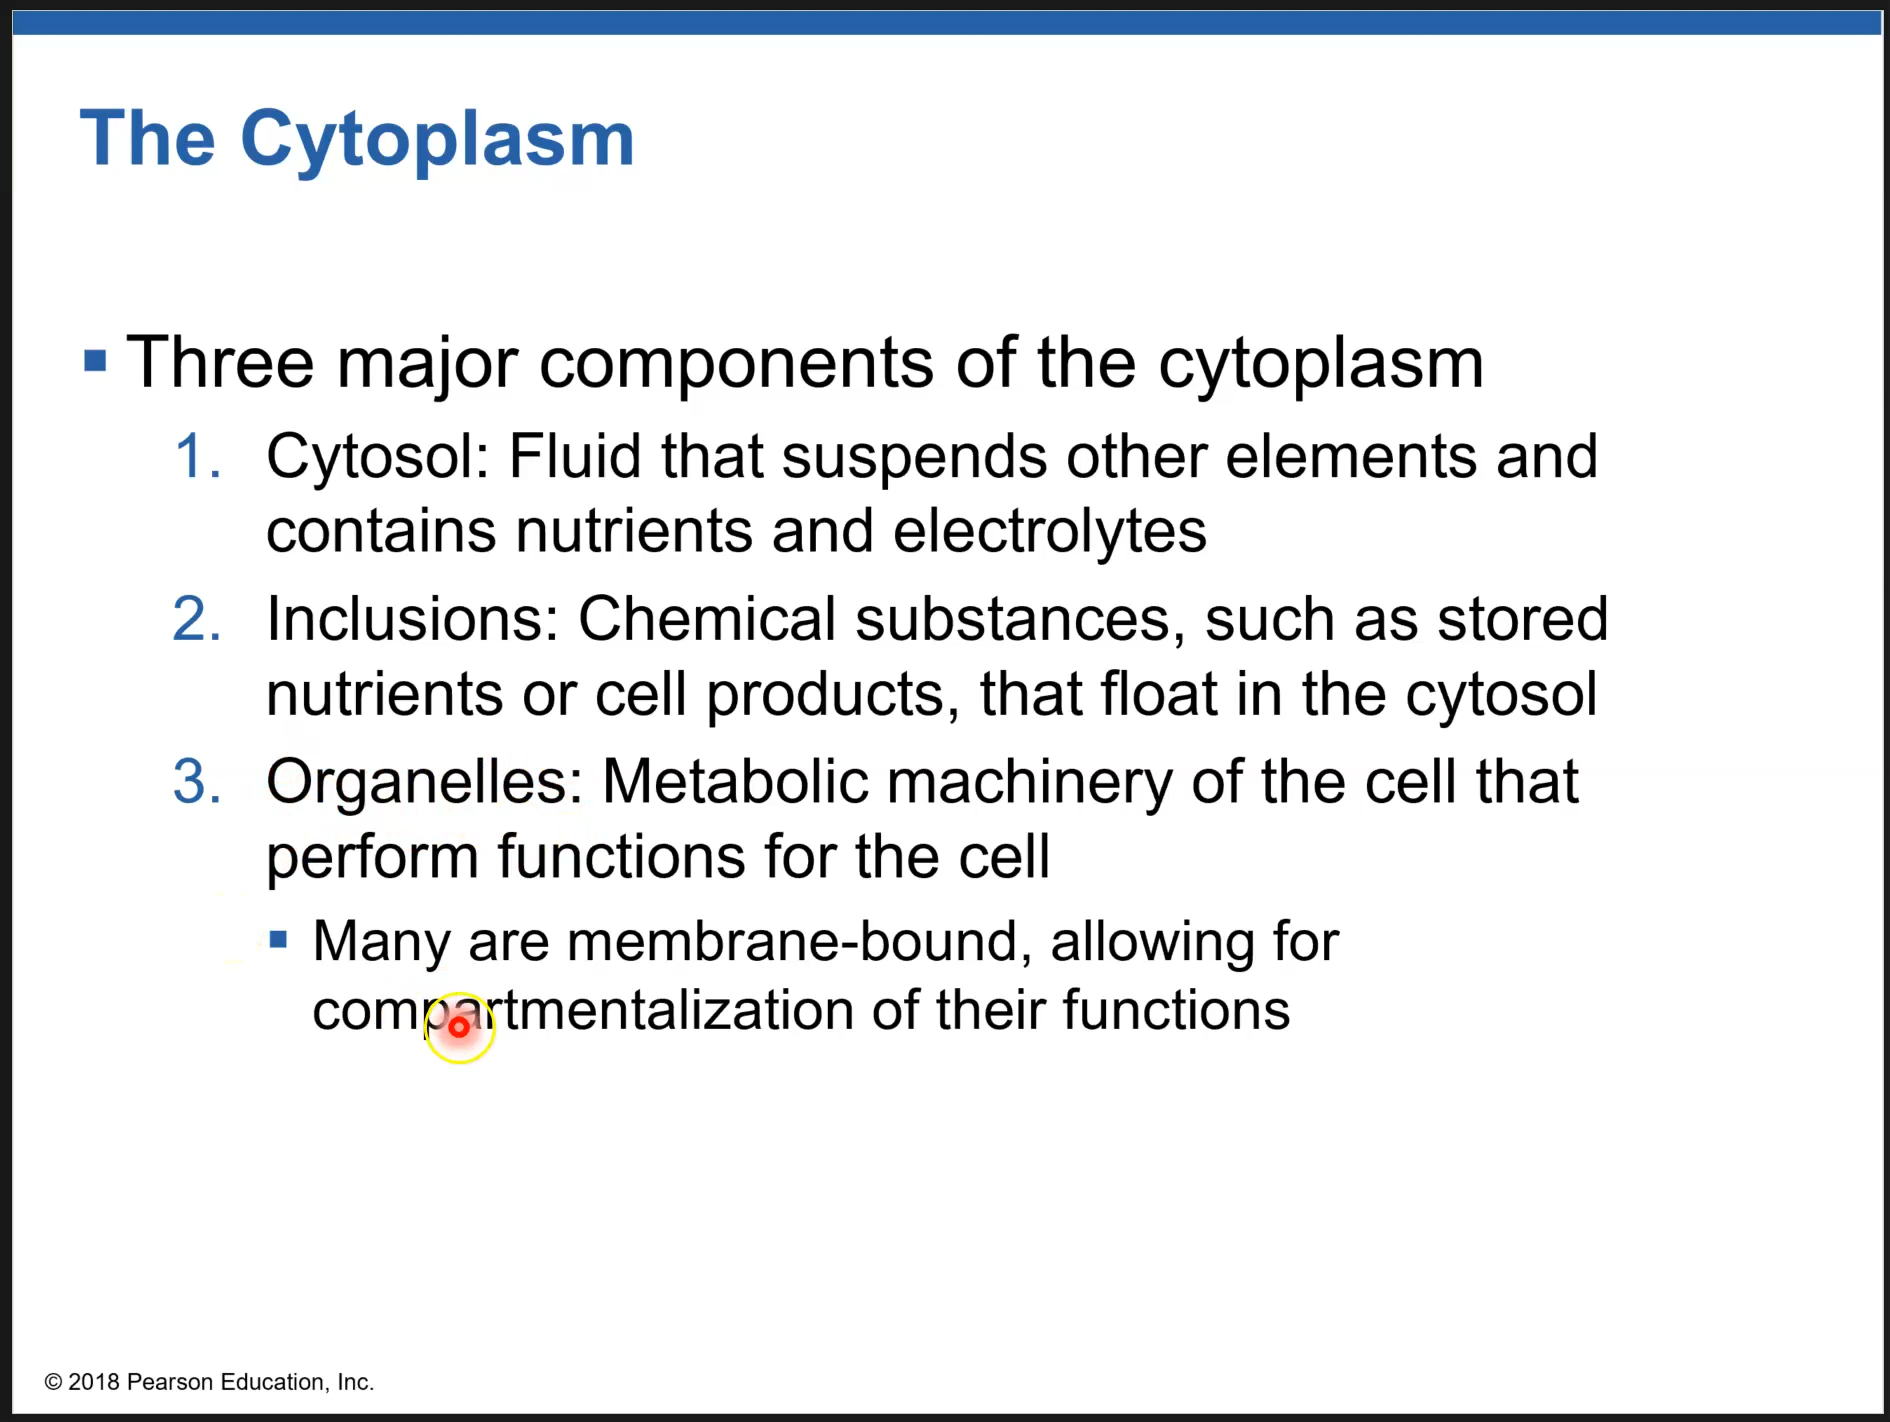 The Cytoplasm
▪ Three major components of the cytoplasm
1. Cytosol: Fluid that suspends other elements and
contains nutrients and electrolytes
2. Inclusions: Chemical substances, such as stored
nutrients or cell products, that float in the cytosol
3. Organelles: Metabolic machinery of the cell that
perform functions for the cell
▪ Many are membrane-bound, allowing for
compartmentalization of their functions
© 2018 Pearson Education, Inc.